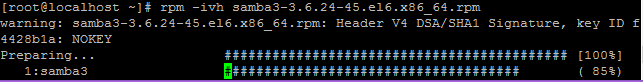 [root@localhost ~]# rpm -ivh samba3-3.6.24-45.el6.x86_64.rpm
warning: samba3-3.6.24-45.el6.x86_64.rpm: Header V4 DSA/SHA1 Signature, key ID f
4428b1a: NOKEY
Preparing... ########################################### [100%]
1:samba3 ##################################### ( 85%)